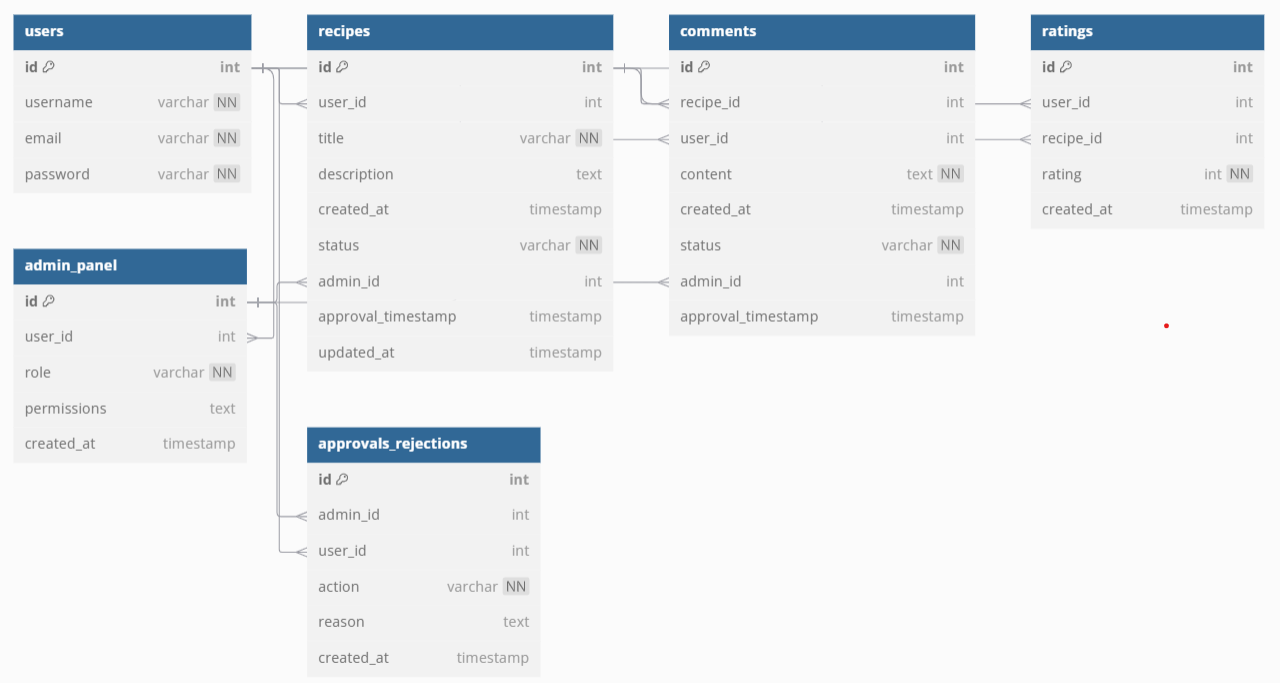 users
id int
username varchar NN
email varchar NN
password varchar NN
admin_panel
id int
user_id int
role varchar NN
permissions text
created_at timestamp
recipes
id int
user_id int
title varchar NN
description text
created_at timestamp
status varchar NN
admin_id int
approval_timestamp timestamp
updated_at timestamp
approvals_rejections
id int
admin_id int
user_id int
action varchar NN
reason text
created_at timestamp
comments
id int
recipe_id int
user_id int
content text NN
created_at timestamp
status varchar NN
admin_id int
approval_timestamp timestamp
ratings
id int
user_id int
recipe_id int
rating int NN
created_at timestamp